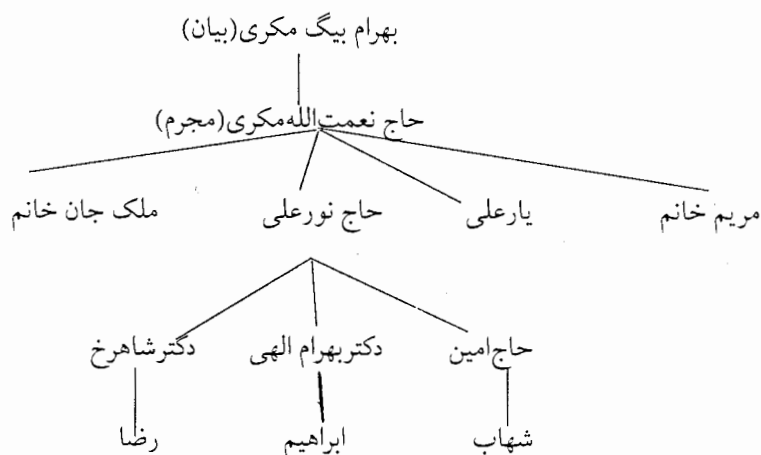 بهرام بیگ مکری(بیان)
حاج نعمت‌الله‌مکری(مجرم)
مریم خانم یارعلی حاج نورعلی ملک جان خانم
حاج‌امین دکتربهرام الهی دگترشاهرخ
شهاب ابراهیم رضا